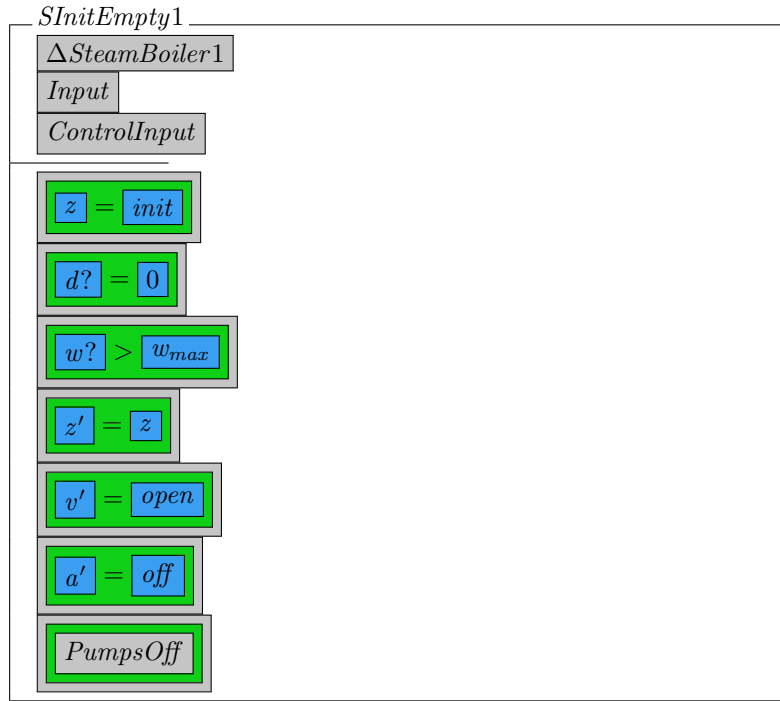 SInitEmpty1
ΔSteamBoiler1
Input
ControlInput
z = init
d? = 0
w? > w_max
z′ = z
v′ = open
a′ = off
PumpsOff